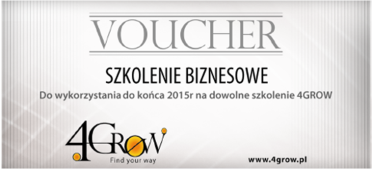 VOUCHER
SZKOLENIE BIZNESOWE
Do wykorzystania do końca 2015r na dowolne szkolenie 4GROW
4GROW
Find your way
www.4grow.pl